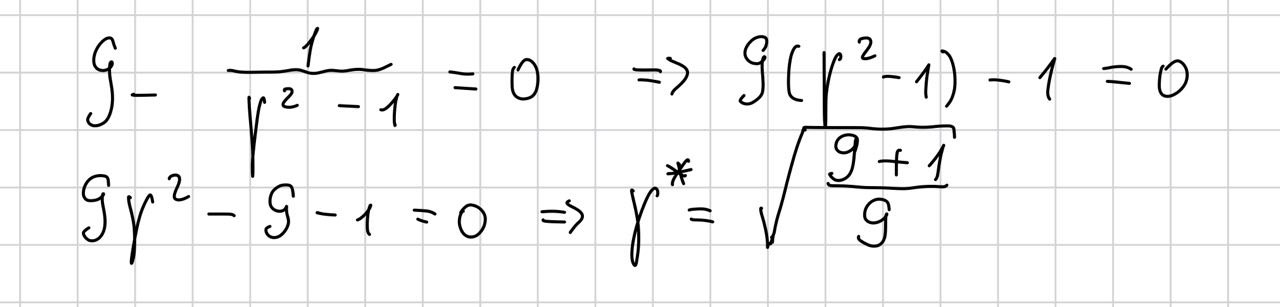 g - 1/(γ² - 1) = 0 => g(γ² - 1) - 1 = 0
gγ² - g - 1 = 0 => γ* = √((g + 1)/g)